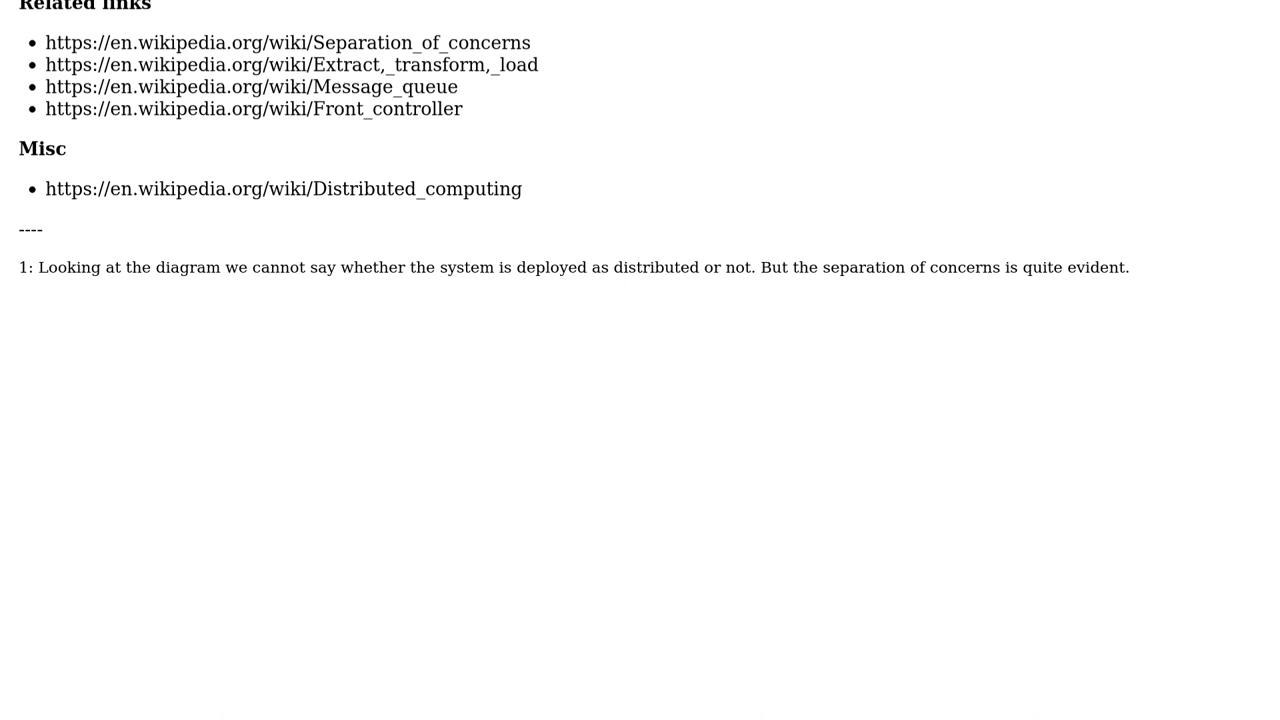 Related links
• https://en.wikipedia.org/wiki/Separation_of_concerns
• https://en.wikipedia.org/wiki/Extract,_transform,_load
• https://en.wikipedia.org/wiki/Message_queue
• https://en.wikipedia.org/wiki/Front_controller
Misc
• https://en.wikipedia.org/wiki/Distributed_computing
----
1: Looking at the diagram we cannot say whether the system is deployed as distributed or not. But the separation of concerns is quite evident.